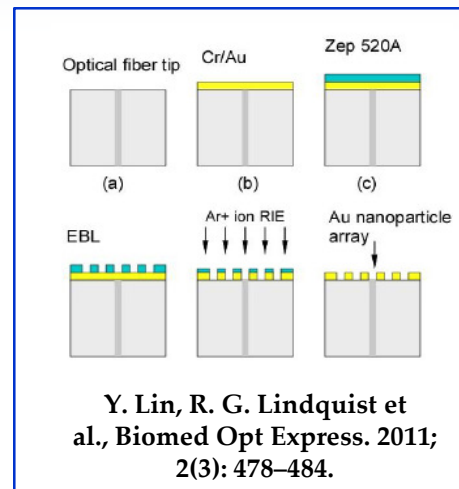 Optical fiber tip
Cr/Au
Zep 520A
(a)
(b)
(c)
EBL
Ar+ ion RIE
Au nanoparticle
array
Y. Lin, R. G. Lindquist et
al., Biomed Opt Express. 2011;
2(3): 478–484.